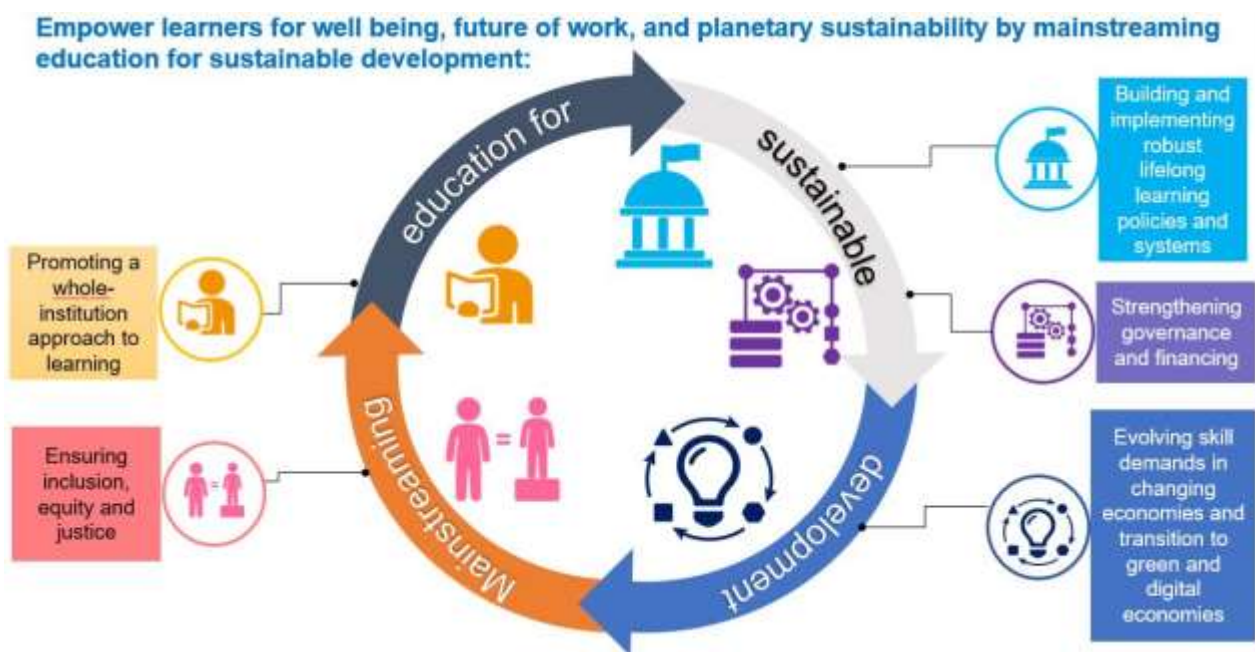 Empower learners for well being, future of work, and planetary sustainability by mainstreaming
education for sustainable development:
Mainstreaming
education for
sustainable
development
Building and
implementing
robust
lifelong
learning
policies and
systems
Strengthening
governance
and financing
Evolving skill
demands in
changing
economies and
transition to
green and
digital
economies
Promoting a
whole-
institution
approach to
learning
Ensuring
inclusion,
equity and
justice